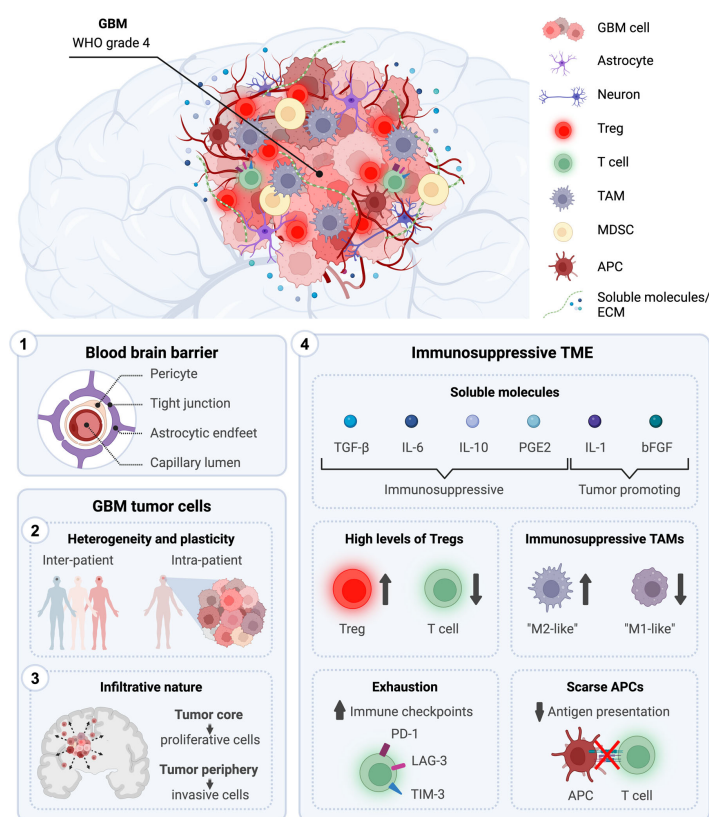 GBM
WHO grade 4
GBM cell
Astrocyte
Neuron
Treg
T cell
TAM
MDSC
APC
Soluble molecules/
ECM
1
Blood brain barrier
Pericyte
Tight junction
Astrocytic endfeet
Capillary lumen
GBM tumor cells
2
Heterogeneity and plasticity
Inter-patient
Intra-patient
3
Infiltrative nature
Tumor core
proliferative cells
Tumor periphery
invasive cells
4
Immunosuppressive TME
Soluble molecules
TGF-β IL-6 IL-10 PGE2 IL-1 bFGF
Immunosuppressive Tumor promoting
High levels of Tregs
Treg T cell
Immunosuppressive TAMs
"M2-like" "M1-like"
Exhaustion
Immune checkpoints
PD-1
LAG-3
TIM-3
Scarse APCs
Antigen presentation
APC T cell